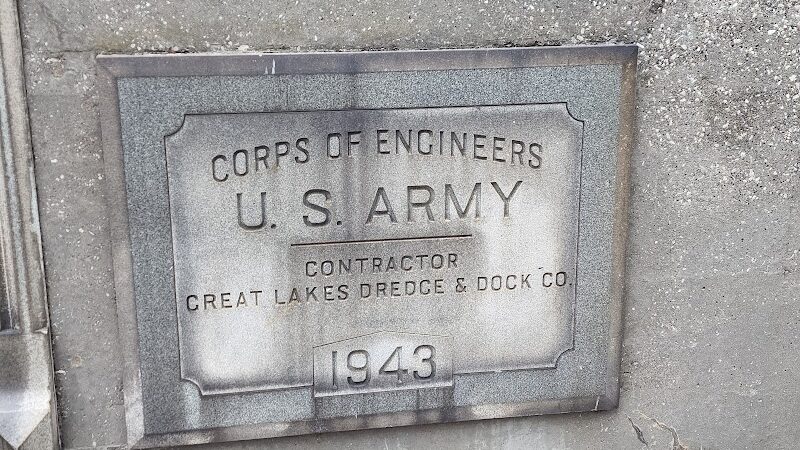 CORPS OF ENGINEERS
U. S. ARMY
CONTRACTOR
GREAT LAKES DREDGE & DOCK CO.
1943